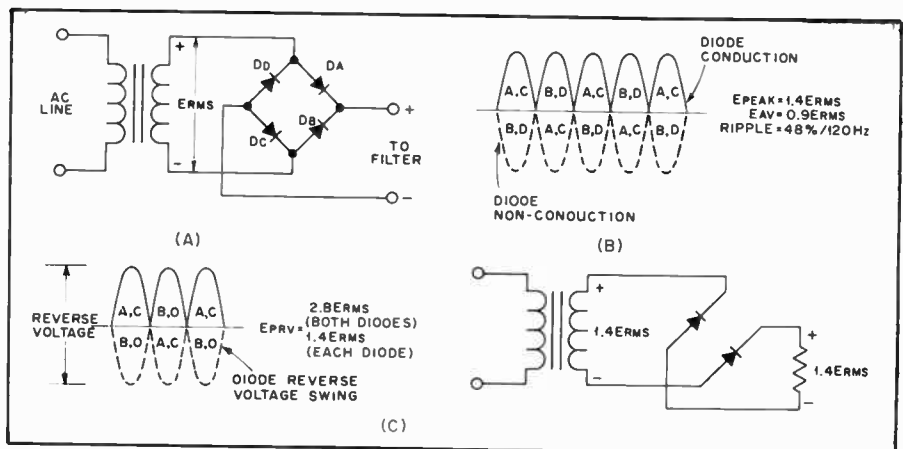 +
DD
DA
AC
LINE
ERMS
DC
DB
-
+
TO
FILTER
-
(A)
DIODE
CONDUCTION
A,C B,D A,C B,D A,C
EPEAK=1.4ERMS
EAV=0.9ERMS
RIPPLE=48%/120Hz
B,D A,C B,D A,C B,D
DIODE
NON-CONDUCTION
(B)
REVERSE
VOLTAGE
A,C B,O A,C
B,O A,C B,O
EPRV=
2.8ERMS
(BOTH DIODES)
1.4ERMS
(EACH DIODE)
OIODE REVERSE
VOLTAGE SWING
(C)
+
1.4ERMS
-
+
1.4ERMS
-